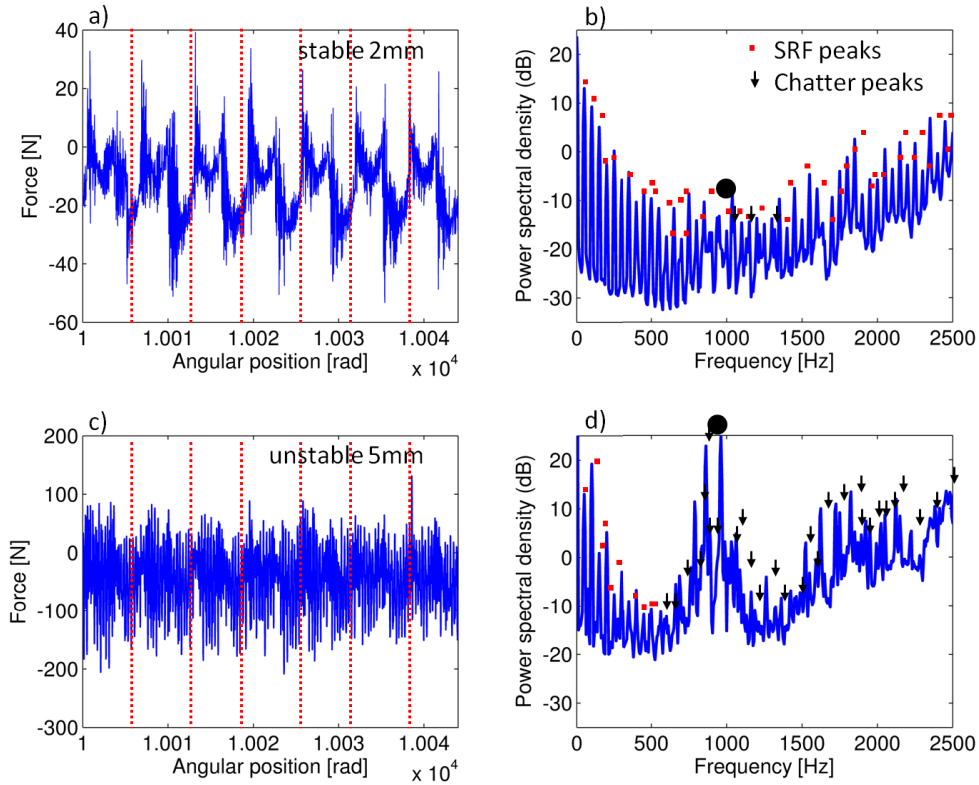 a)
stable 2mm
Force [N]
40
20
0
-20
-40
-60
1
1.001
1.002
1.003
1.004
Angular position [rad]
x 10^4
b)
SRF peaks
Chatter peaks
Power spectral density (dB)
20
10
0
-10
-20
-30
0
500
1000
1500
2000
2500
Frequency [Hz]
c)
unstable 5mm
Force [N]
200
100
0
-100
-200
-300
1
1.001
1.002
1.003
1.004
Angular position [rad]
x 10^4
d)
Power spectral density (dB)
20
10
0
-10
-20
-30
0
500
1000
1500
2000
2500
Frequency [Hz]